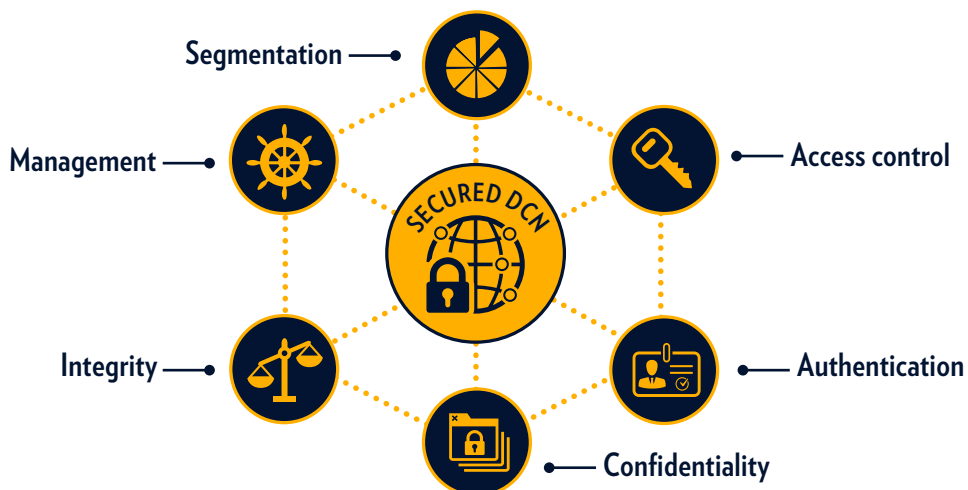 Segmentation
Management
Access control
SECURED DCN
Integrity
Authentication
Confidentiality